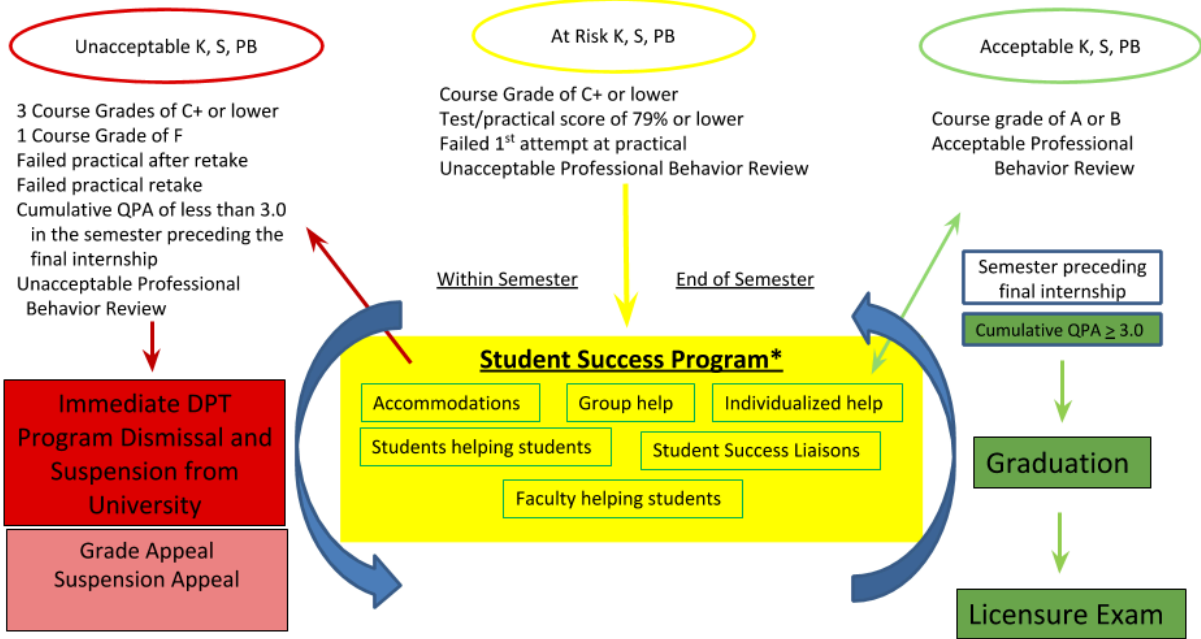 Unacceptable K, S, PB
3 Course Grades of C+ or lower
1 Course Grade of F
Failed practical after retake
Failed practical retake
Cumulative QPA of less than 3.0
in the semester preceding the
final internship
Unacceptable Professional
Behavior Review
Immediate DPT
Program Dismissal and
Suspension from
University
Grade Appeal
Suspension Appeal
At Risk K, S, PB
Course Grade of C+ or lower
Test/practical score of 79% or lower
Failed 1st attempt at practical
Unacceptable Professional Behavior Review
Within Semester
End of Semester
Student Success Program*
Accommodations
Group help
Individualized help
Students helping students
Student Success Liaisons
Faculty helping students
Acceptable K, S, PB
Course grade of A or B
Acceptable Professional
Behavior Review
Semester preceding
final internship
Cumulative QPA ≥ 3.0
Graduation
Licensure Exam